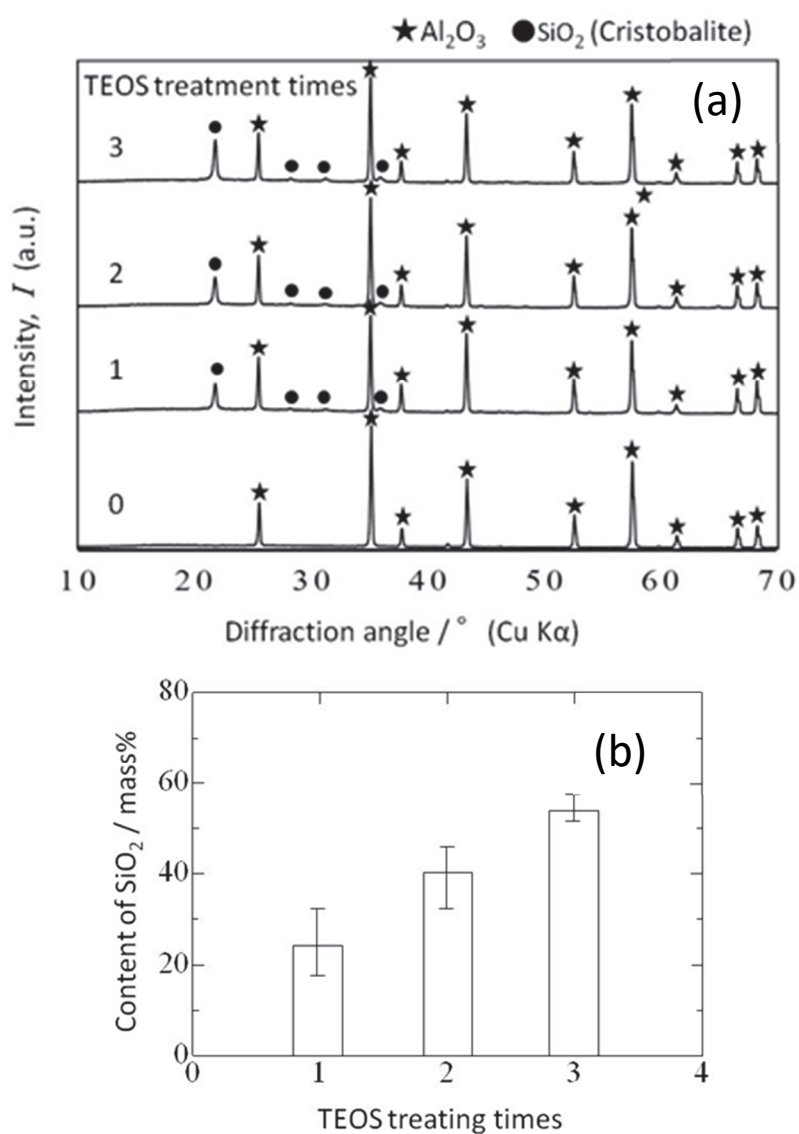 ★Al₂O₃ ●SiO₂ (Cristobalite)
TEOS treatment times
(a)
3
2
1
0
Intensity, I (a.u.)
10 20 30 40 50 60 70
Diffraction angle / ° (Cu Kα)
80
(b)
60
40
20
0
Content of SiO₂ / mass%
0 1 2 3 4
TEOS treating times